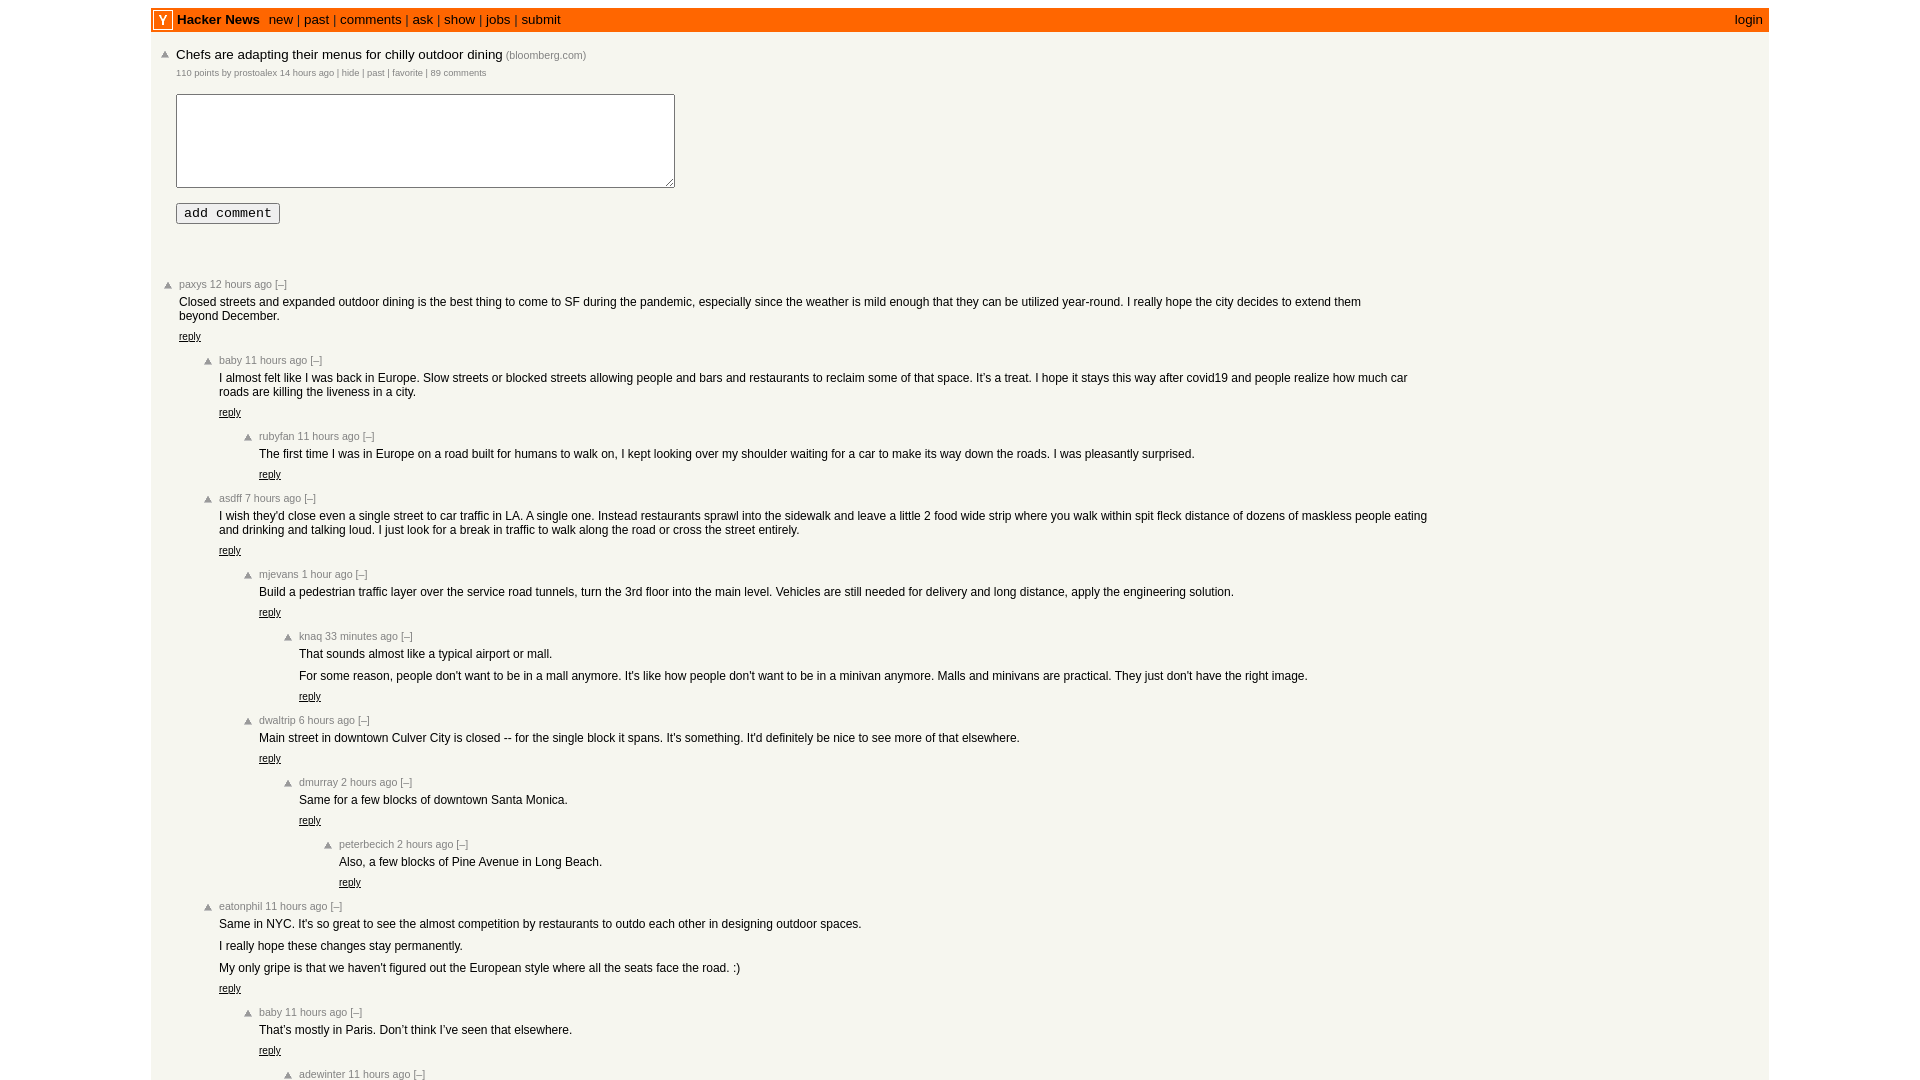 Y Hacker News new | past | comments | ask | show | jobs | submit login
Chefs are adapting their menus for chilly outdoor dining (bloomberg.com)
110 points by prostoalex 14 hours ago | hide | past | favorite | 89 comments
add comment
paxys 12 hours ago [–]
Closed streets and expanded outdoor dining is the best thing to come to SF during the pandemic, especially since the weather is mild enough that they can be utilized year-round. I really hope the city decides to extend them
beyond December.
reply
baby 11 hours ago [–]
I almost felt like I was back in Europe. Slow streets or blocked streets allowing people and bars and restaurants to reclaim some of that space. It’s a treat. I hope it stays this way after covid19 and people realize how much car
roads are killing the liveness in a city.
reply
rubyfan 11 hours ago [–]
The first time I was in Europe on a road built for humans to walk on, I kept looking over my shoulder waiting for a car to make its way down the roads. I was pleasantly surprised.
reply
asdff 7 hours ago [–]
I wish they'd close even a single street to car traffic in LA. A single one. Instead restaurants sprawl into the sidewalk and leave a little 2 food wide strip where you walk within spit fleck distance of dozens of maskless people eating
and drinking and talking loud. I just look for a break in traffic to walk along the road or cross the street entirely.
reply
mjevans 1 hour ago [–]
Build a pedestrian traffic layer over the service road tunnels, turn the 3rd floor into the main level. Vehicles are still needed for delivery and long distance, apply the engineering solution.
reply
knaq 33 minutes ago [–]
That sounds almost like a typical airport or mall.
For some reason, people don't want to be in a mall anymore. It's like how people don't want to be in a minivan anymore. Malls and minivans are practical. They just don't have the right image.
reply
dwaltrip 6 hours ago [–]
Main street in downtown Culver City is closed -- for the single block it spans. It's something. It'd definitely be nice to see more of that elsewhere.
reply
dmurray 2 hours ago [–]
Same for a few blocks of downtown Santa Monica.
reply
peterbecich 2 hours ago [–]
Also, a few blocks of Pine Avenue in Long Beach.
reply
eatonphil 11 hours ago [–]
Same in NYC. It's so great to see the almost competition by restaurants to outdo each other in designing outdoor spaces.
I really hope these changes stay permanently.
My only gripe is that we haven't figured out the European style where all the seats face the road. :)
reply
baby 11 hours ago [–]
That’s mostly in Paris. Don’t think I’ve seen that elsewhere.
reply
adewinter 11 hours ago [–]